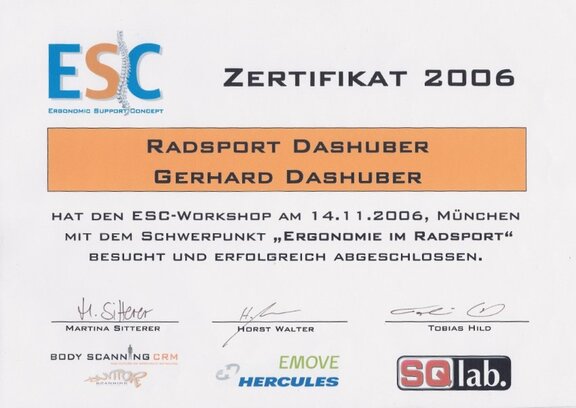 ESC
ERGONOMIC SUPPORT CONCEPT
ZERTIFIKAT 2006
RADSPORT DASHUBER
GERHARD DASHUBER
HAT DEN ESC-WORKSHOP AM 14.11.2006, MÜNCHEN
MIT DEM SCHWERPUNKT „ERGONOMIE IM RADSPORT“
BESUCHT UND ERFOLGREICH ABGESCHLOSSEN.
M. Sitterer
MARTINA SITTERER
HORST WALTER
TOBIAS HILD
BODY SCANNING CRM
SCANNING
EMOVE
HERCULES
SQlab.